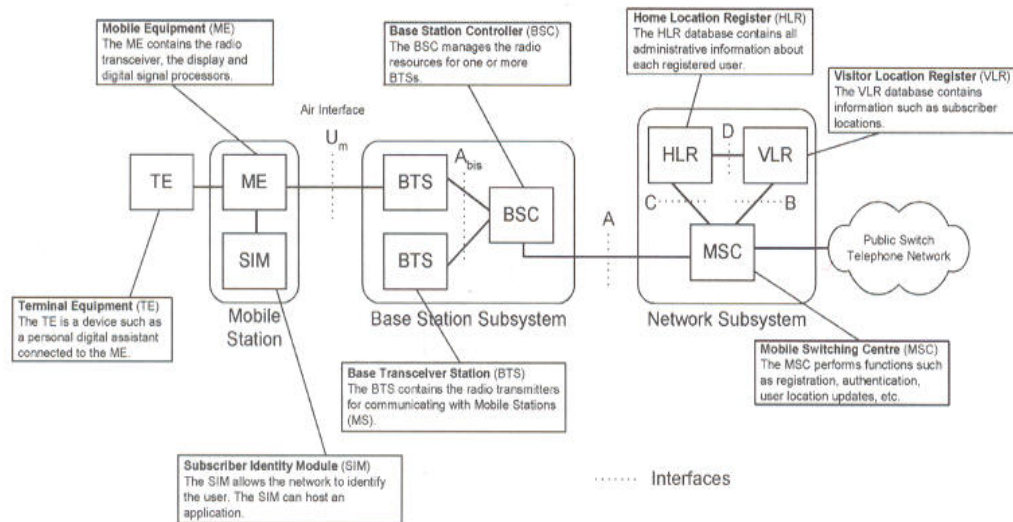 Mobile Equipment (ME)
The ME contains the radio
transceiver, the display and
digital signal processors.
Base Station Controller (BSC)
The BSC manages the radio
resources for one or more
BTSs.
Home Location Register (HLR)
The HLR database contains all
administrative information about
each registered user.
Visitor Location Register (VLR)
The VLR database contains
information such as subscriber
locations.
Air Interface
Um
Abis
A
D
C
B
TE
ME
SIM
BTS
BTS
BSC
HLR
VLR
MSC
Public Switch
Telephone Network
Mobile
Station
Base Station Subsystem
Network Subsystem
Terminal Equipment (TE)
The TE is a device such as
a personal digital assistant
connected to the ME.
Base Transceiver Station (BTS)
The BTS contains the radio transmitters
for communicating with Mobile Stations
(MS).
Mobile Switching Centre (MSC)
The MSC performs functions such
as registration, authentication,
user location updates, etc.
Subscriber Identity Module (SIM)
The SIM allows the network to identify
the user. The SIM can host an
application.
Interfaces